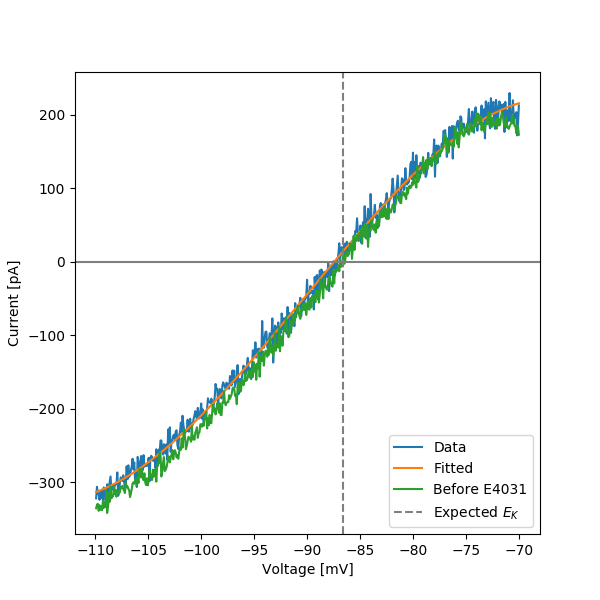 200
100
0
−100
−200
−300
Current [pA]
−110
−105
−100
−95
−90
−85
−80
−75
−70
Voltage [mV]
Data
Fitted
Before E4031
Expected E_K